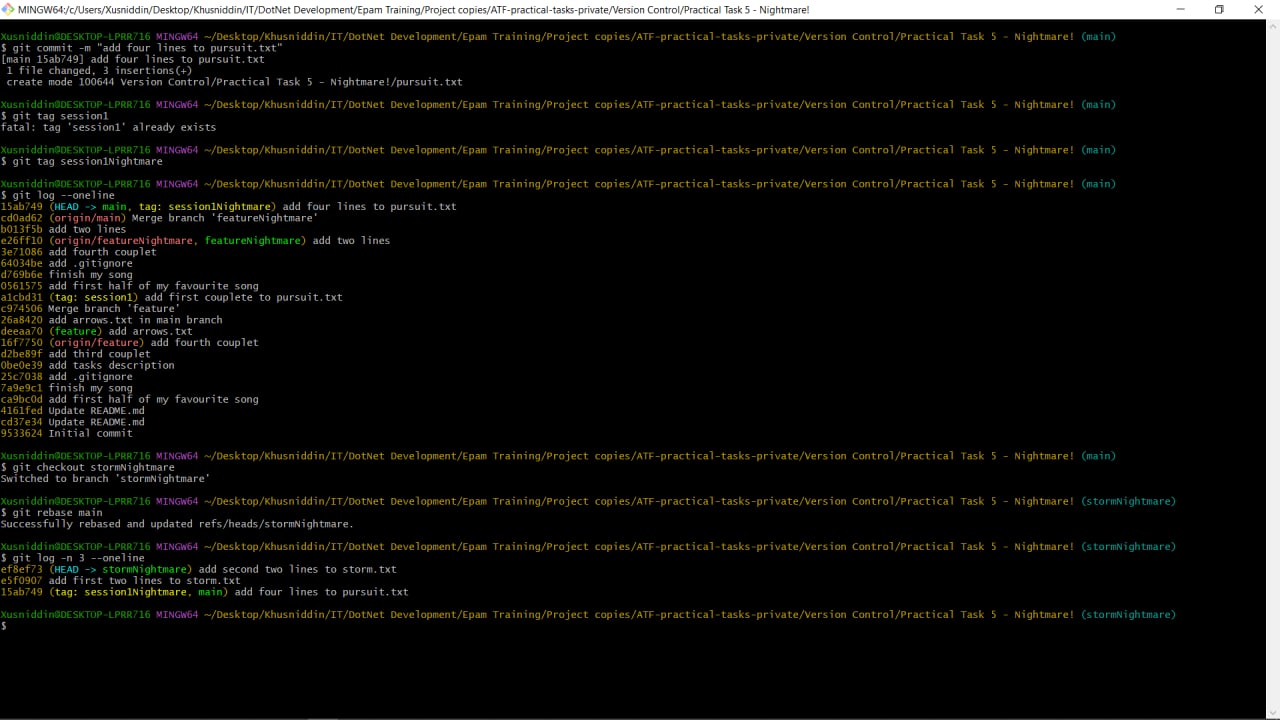 MINGW64:/c/Users/Xusniddin/Desktop/Khusniddin/IT/DotNet Development/Epam Training/Project copies/ATF-practical-tasks-private/Version Control/Practical Task 5 - Nightmare!
Xusniddin@DESKTOP-LPRR716 MINGW64 ~/Desktop/Khusniddin/IT/DotNet Development/Epam Training/Project copies/ATF-practical-tasks-private/Version Control/Practical Task 5 - Nightmare! (main)
$ git commit -m "add four lines to pursuit.txt"
[main 15ab749] add four lines to pursuit.txt
 1 file changed, 3 insertions(+)
 create mode 100644 Version Control/Practical Task 5 - Nightmare!/pursuit.txt
Xusniddin@DESKTOP-LPRR716 MINGW64 ~/Desktop/Khusniddin/IT/DotNet Development/Epam Training/Project copies/ATF-practical-tasks-private/Version Control/Practical Task 5 - Nightmare! (main)
$ git tag session1
fatal: tag 'session1' already exists
Xusniddin@DESKTOP-LPRR716 MINGW64 ~/Desktop/Khusniddin/IT/DotNet Development/Epam Training/Project copies/ATF-practical-tasks-private/Version Control/Practical Task 5 - Nightmare! (main)
$ git tag session1Nightmare
Xusniddin@DESKTOP-LPRR716 MINGW64 ~/Desktop/Khusniddin/IT/DotNet Development/Epam Training/Project copies/ATF-practical-tasks-private/Version Control/Practical Task 5 - Nightmare! (main)
$ git log --oneline
15ab749 (HEAD -> main, tag: session1Nightmare) add four lines to pursuit.txt
cd0ad62 (origin/main) Merge branch 'featureNightmare'
b013f5b add two lines
e26ff10 (origin/featureNightmare, featureNightmare) add two lines
3e71086 add fourth couplet
64034be add .gitignore
d769b6e finish my song
0561575 add first half of my favourite song
a1cbd31 (tag: session1) add first couplete to pursuit.txt
c974506 Merge branch 'feature'
26a8420 add arrows.txt in main branch
deeaa70 (feature) add arrows.txt
16f7750 (origin/feature) add fourth couplet
d2be89f add third couplet
0be0e39 add tasks description
25c7038 add .gitignore
7a9e9c1 finish my song
ca9bc0d add first half of my favourite song
4161fed Update README.md
cd37e34 Update README.md
9533624 Initial commit
Xusniddin@DESKTOP-LPRR716 MINGW64 ~/Desktop/Khusniddin/IT/DotNet Development/Epam Training/Project copies/ATF-practical-tasks-private/Version Control/Practical Task 5 - Nightmare! (main)
$ git checkout stormNightmare
Switched to branch 'stormNightmare'
Xusniddin@DESKTOP-LPRR716 MINGW64 ~/Desktop/Khusniddin/IT/DotNet Development/Epam Training/Project copies/ATF-practical-tasks-private/Version Control/Practical Task 5 - Nightmare! (stormNightmare)
$ git rebase main
Successfully rebased and updated refs/heads/stormNightmare.
Xusniddin@DESKTOP-LPRR716 MINGW64 ~/Desktop/Khusniddin/IT/DotNet Development/Epam Training/Project copies/ATF-practical-tasks-private/Version Control/Practical Task 5 - Nightmare! (stormNightmare)
$ git log -n 3 --oneline
ef8ef73 (HEAD -> stormNightmare) add second two lines to storm.txt
e5f0907 add first two lines to storm.txt
15ab749 (tag: session1Nightmare, main) add four lines to pursuit.txt
Xusniddin@DESKTOP-LPRR716 MINGW64 ~/Desktop/Khusniddin/IT/DotNet Development/Epam Training/Project copies/ATF-practical-tasks-private/Version Control/Practical Task 5 - Nightmare! (stormNightmare)
$